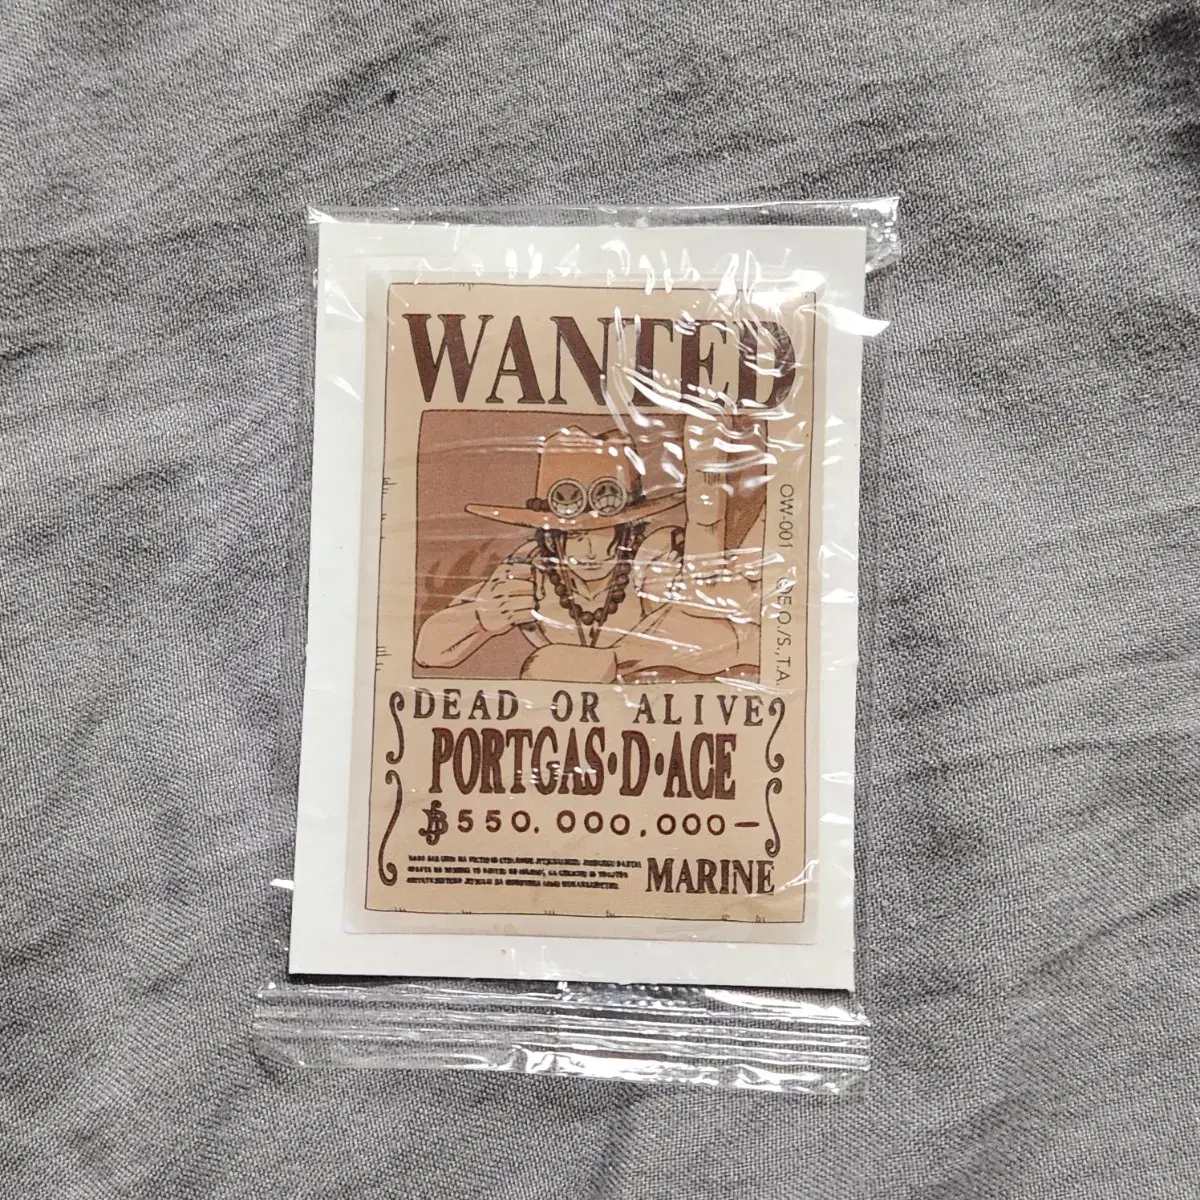 WANTED
OW-001 ©E.O./S.,T.A.
DEAD OR ALIVE
PORTGAS•D•ACE
฿550,000,000-
MARINE